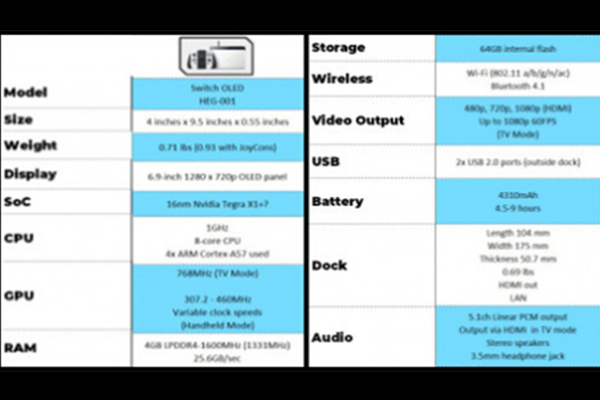 Model
Switch OLED
HEG-001
Size
4 inches x 9.5 inches x 0.55 inches
Weight
0.71 lbs (0.93 with JoyCons)
Display
6.9-inch 1280 x 720p OLED panel
SoC
16nm Nvidia Tegra X1+?
CPU
1GHz
8-core CPU
4x ARM Cortex A57 used
GPU
768MHz (TV Mode)
307.2 - 460MHz
Variable clock speeds
(Handheld Mode)
RAM
4GB LPDDR4-1600MHz (1331MHz)
25.6GB/sec
Storage
64GB internal flash
Wireless
Wi-Fi (802.11 a/b/g/n/ac)
Bluetooth 4.1
Video Output
480p, 720p, 1080p (HDMI)
Up to 1080p 60FPS
(TV Mode)
USB
2x USB 2.0 ports (outside dock)
Battery
4310mAh
4.5-9 hours
Dock
Length 104 mm
Width 175 mm
Thickness 50.7 mm
0.69 lbs
HDMI out
LAN
Audio
5.1ch Linear PCM output
Output via HDMI in TV mode
Stereo speakers
3.5mm headphone jack